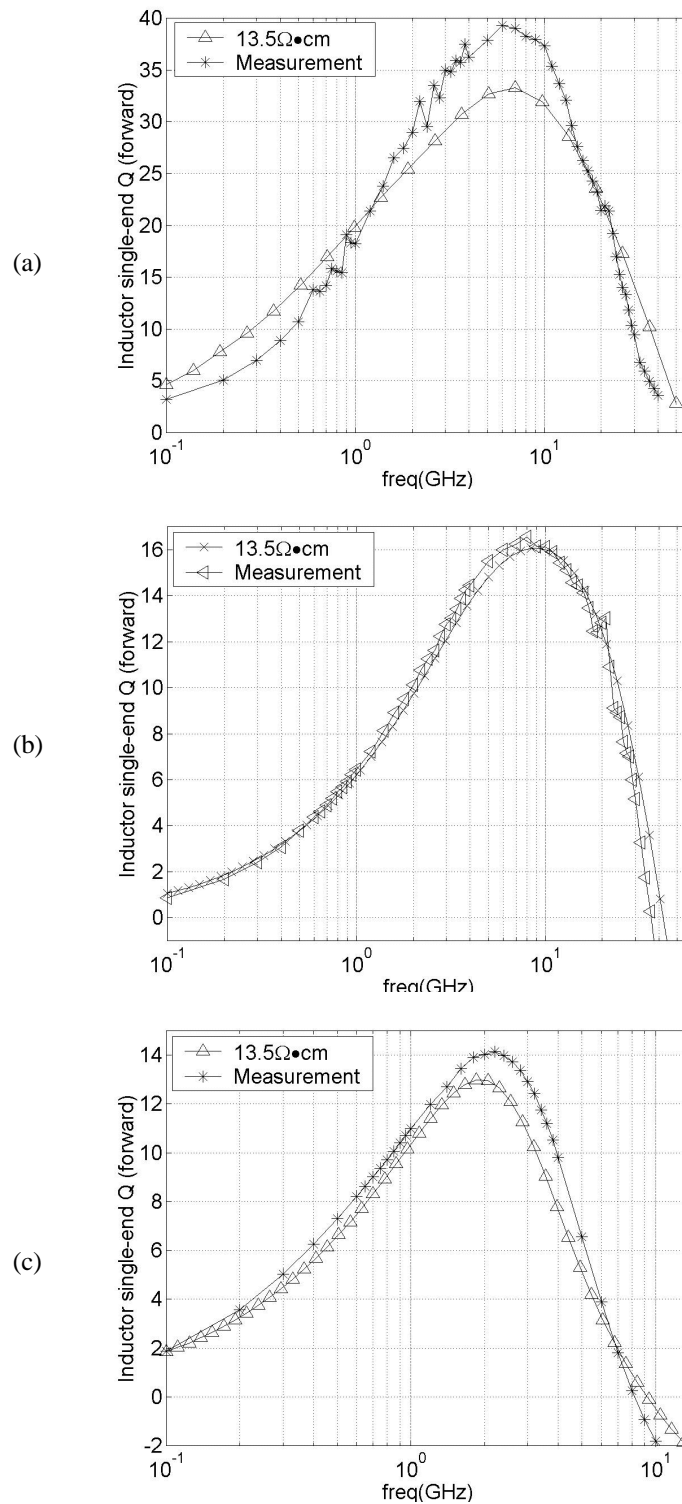 (a)
Inductor single-end Q (forward)
13.5Ω●cm
Measurement
40
35
30
25
20
15
10
5
0
10⁻¹
10⁰
10¹
freq(GHz)
(b)
Inductor single-end Q (forward)
13.5Ω●cm
Measurement
16
14
12
10
8
6
4
2
0
10⁻¹
10⁰
10¹
freq(GHz)
(c)
Inductor single-end Q (forward)
13.5Ω●cm
Measurement
14
12
10
8
6
4
2
0
-2
10⁻¹
10⁰
10¹
freq(GHz)